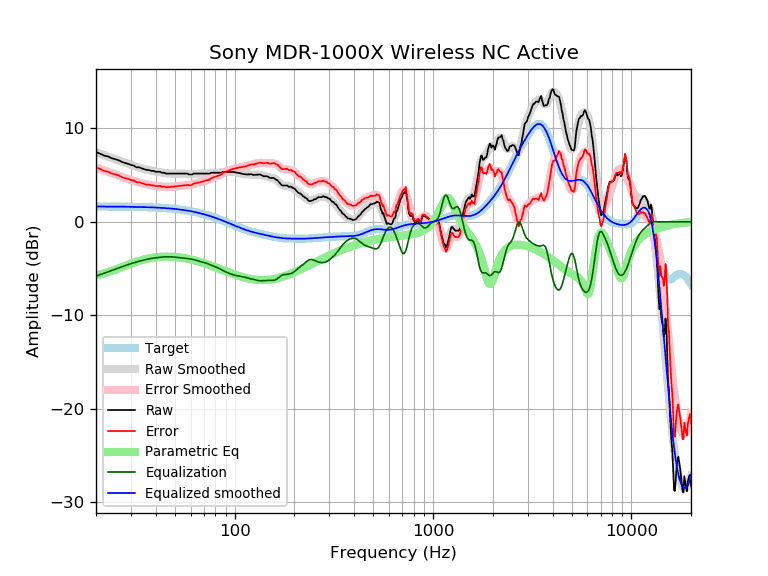 Sony MDR-1000X Wireless NC Active
Amplitude (dBr)
10
0
−10
−20
−30
Target
Raw Smoothed
Error Smoothed
Raw
Error
Parametric Eq
Equalization
Equalized smoothed
100
1000
10000
Frequency (Hz)